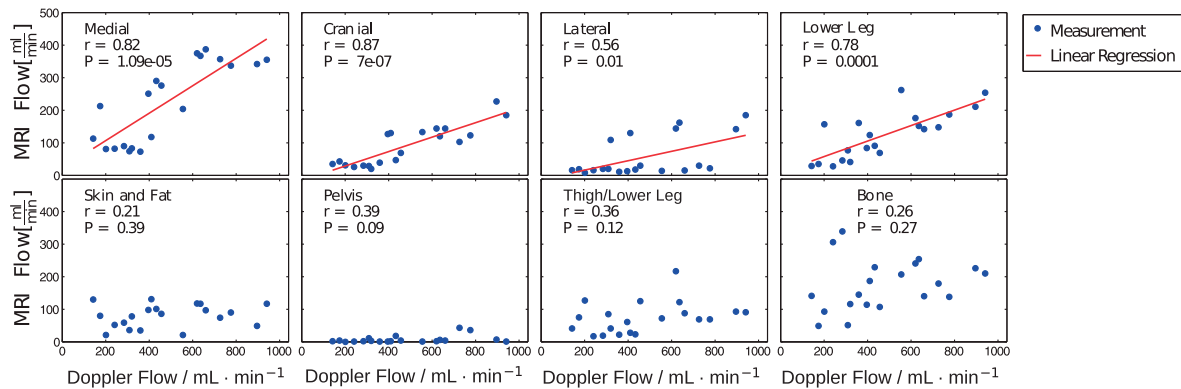 Medial
r = 0.82
P = 1.09e-05
Cranial
r = 0.87
P = 7e-07
Lateral
r = 0.56
P = 0.01
Lower Leg
r = 0.78
P = 0.0001
Measurement
Linear Regression
500
400
300
200
100
0
MRI Flow[ml/min]
Skin and Fat
r = 0.21
P = 0.39
Pelvis
r = 0.39
P = 0.09
Thigh/Lower Leg
r = 0.36
P = 0.12
Bone
r = 0.26
P = 0.27
400
300
200
100
0
MRI Flow[ml/min]
0 200 400 600 800 1000
200 400 600 800 1000
200 400 600 800 1000
200 400 600 800 1000
Doppler Flow / mL · min⁻¹
Doppler Flow / mL · min⁻¹
Doppler Flow / mL · min⁻¹
Doppler Flow / mL · min⁻¹